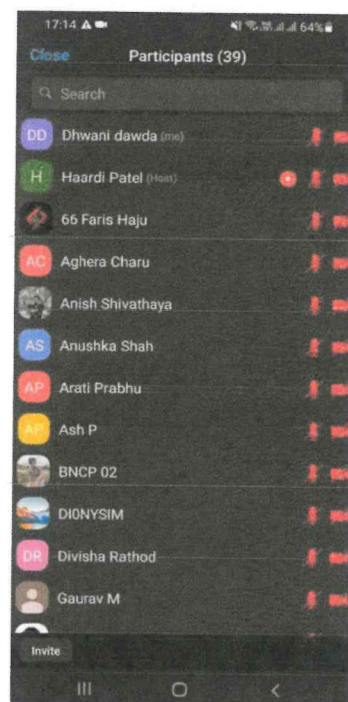 17:14
64%
Close
Participants (39)
Search
DD Dhwani dawda (me)
H Haardi Patel (Host)
66 Faris Haju
AC Aghera Charu
Anish Shivathaya
AS Anushka Shah
AP Arati Prabhu
AP Ash P
BNCP 02
DI0NYSIM
DR Divisha Rathod
Gaurav M
Invite